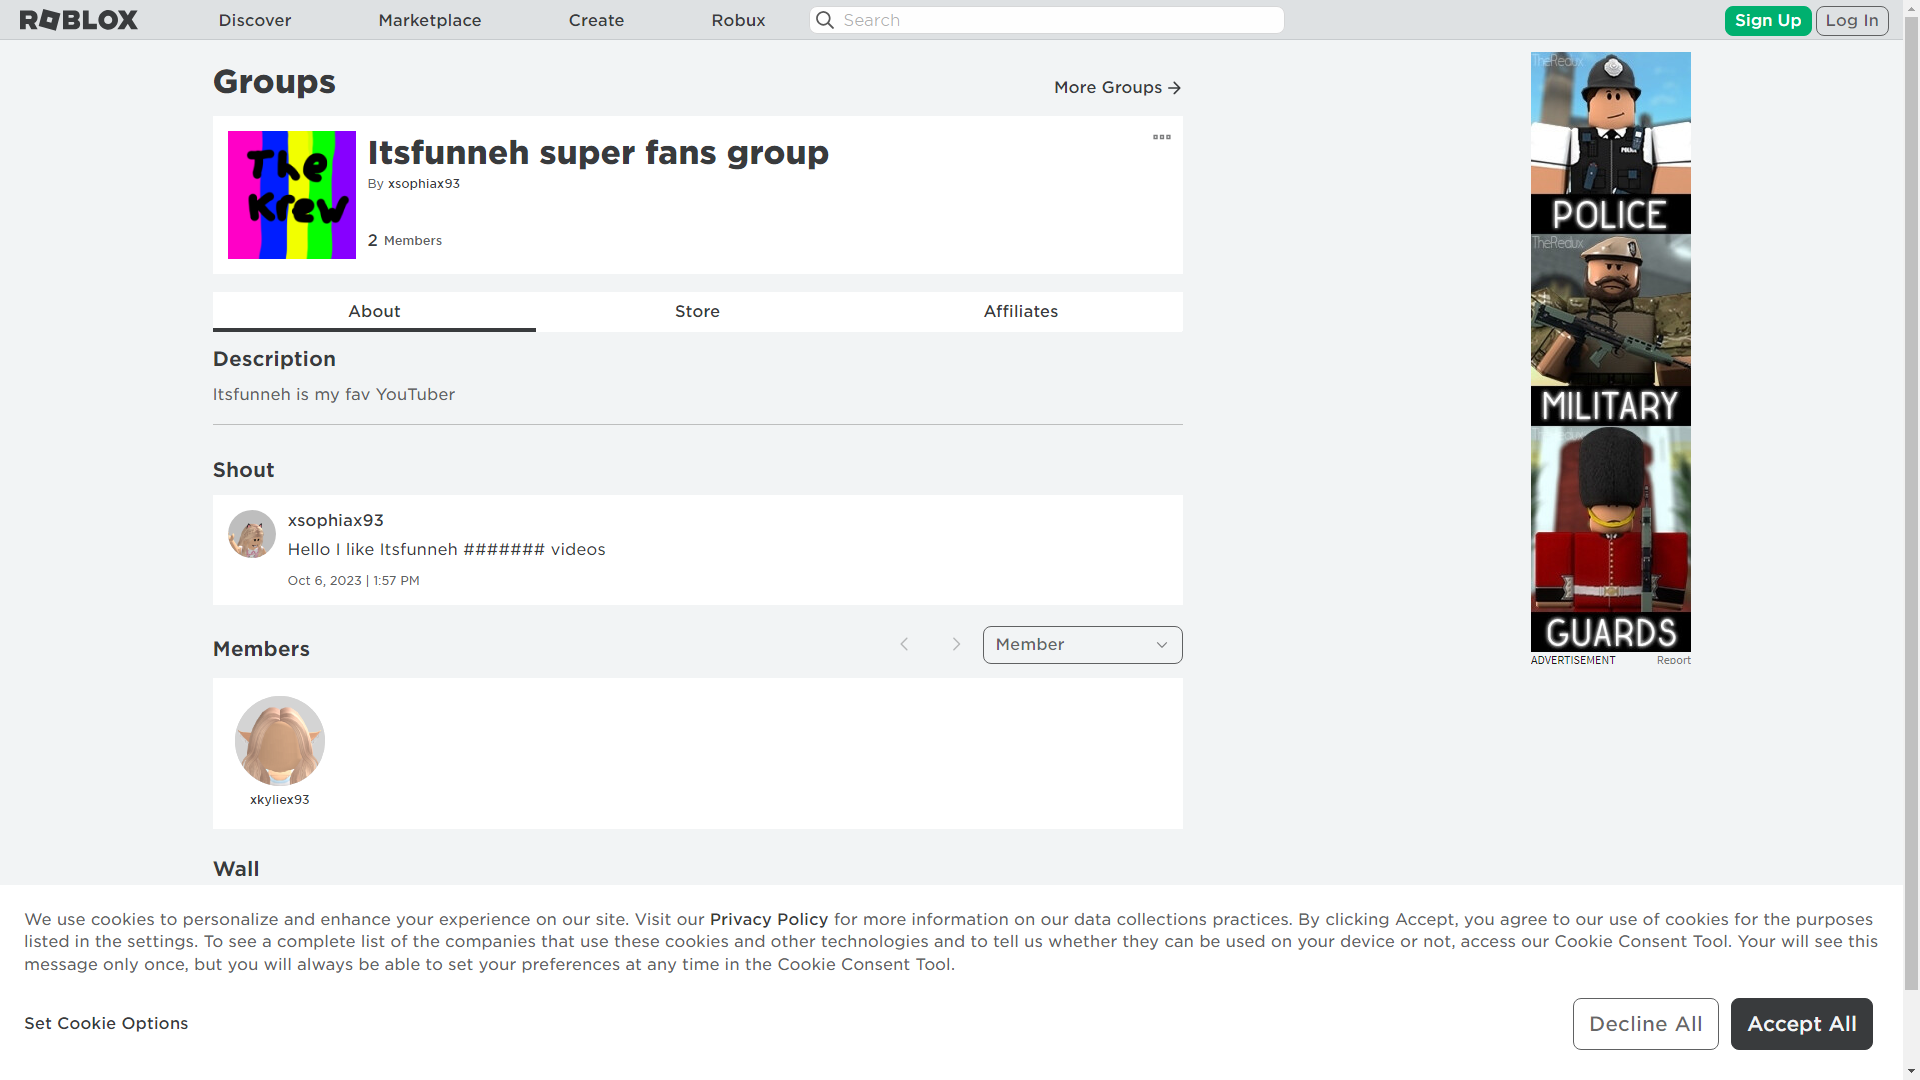 ROBLOX
Discover
Marketplace
Create
Robux
Search
Sign Up
Log In
Groups
More Groups
The Krew
Itsfunneh super fans group
By xsophiax93
2 Members
About
Store
Affiliates
Description
Itsfunneh is my fav YouTuber
Shout
xsophiax93
Hello I like Itsfunneh ####### videos
Oct 6, 2023 | 1:57 PM
Members
Member
xkyliex93
Wall
TheRedux
POLICE
POLICE
TheRedux
MILITARY
TheRedux
GUARDS
ADVERTISEMENT
Report
We use cookies to personalize and enhance your experience on our site. Visit our Privacy Policy for more information on our data collections practices. By clicking Accept, you agree to our use of cookies for the purposes
listed in the settings. To see a complete list of the companies that use these cookies and other technologies and to tell us whether they can be used on your device or not, access our Cookie Consent Tool. Your will see this
message only once, but you will always be able to set your preferences at any time in the Cookie Consent Tool.
Set Cookie Options
Decline All
Accept All